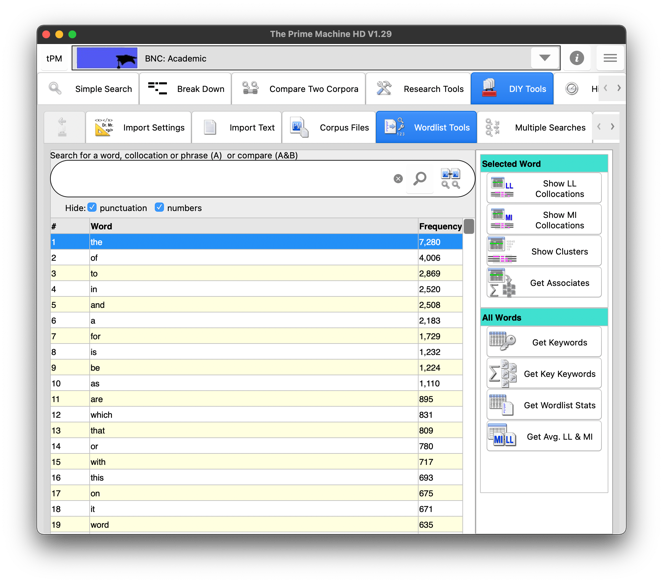 The Prime Machine HD V1.29
tPM BNC: Academic
Simple Search Break Down Compare Two Corpora Research Tools DIY Tools H
Import Settings Import Text Corpus Files Wordlist Tools Multiple Searches
Search for a word, collocation or phrase (A) or compare (A&B)
Hide: punctuation numbers
# Word Frequency
1 the 7,280
2 of 4,006
3 to 2,869
4 in 2,520
5 and 2,508
6 a 2,183
7 for 1,729
8 is 1,232
9 be 1,224
10 as 1,110
11 are 895
12 which 831
13 that 809
14 or 780
15 with 717
16 this 693
17 on 675
18 it 671
19 word 635
Selected Word
LL Show LL
Collocations
MI Show MI
Collocations
Show Clusters
Get Associates
All Words
Get Keywords
Get Key Keywords
Get Wordlist Stats
MI LL Get Avg. LL & MI